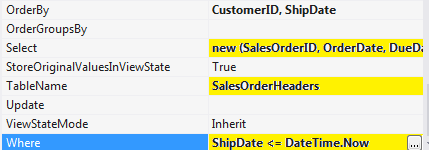 OrderBy CustomerID, ShipDate
OrderGroupsBy
Select new (SalesOrderID, OrderDate, DueDa
StoreOriginalValuesInViewState True
TableName SalesOrderHeaders
Update
ViewStateMode Inherit
Where ShipDate <= DateTime.Now ...